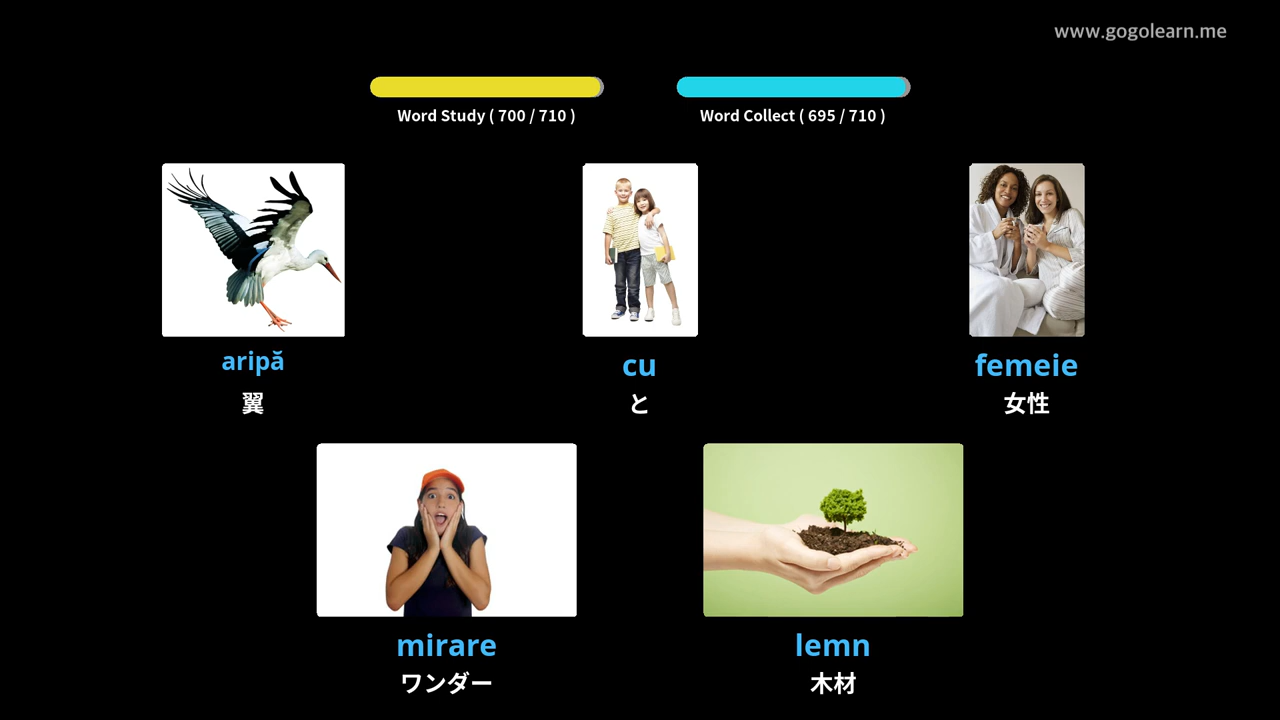 www.gogolearn.me
Word Study ( 700 / 710 )
Word Collect ( 695 / 710 )
aripă
翼
cu
と
femeie
女性
mirare
ワンダー
lemn
木材